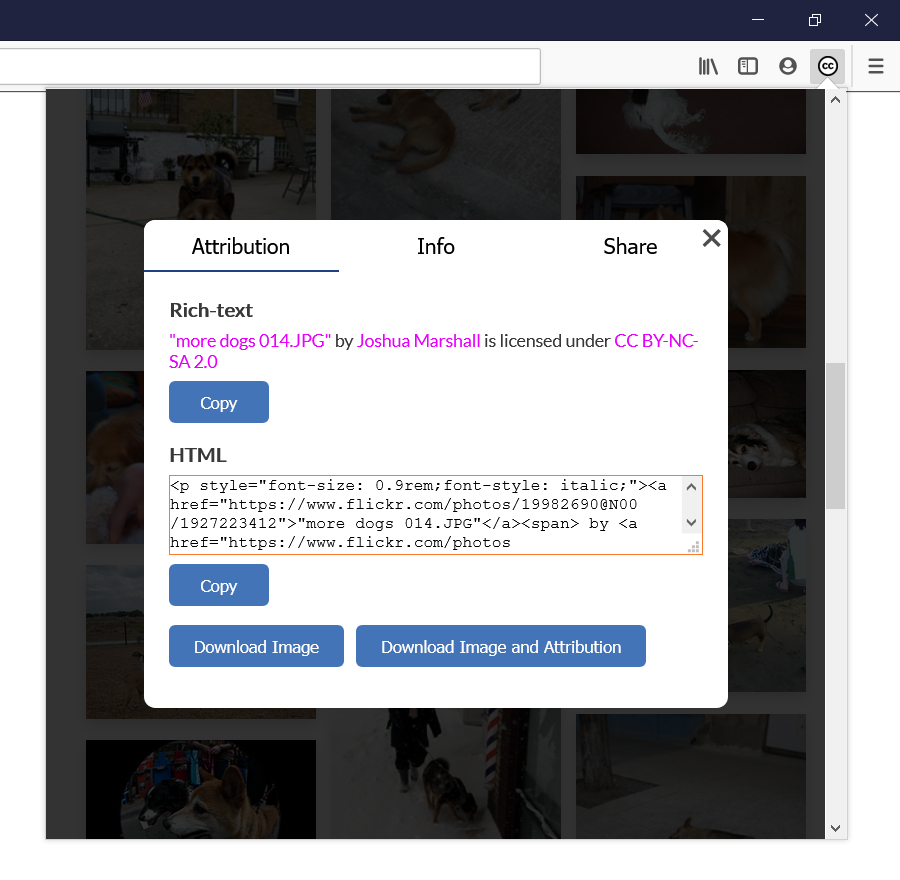 cc
Attribution Info Share
Rich-text
"more dogs 014.JPG" by Joshua Marshall is licensed under CC BY-NC-
SA 2.0
Copy
HTML
<p style="font-size: 0.9rem;font-style: italic;"><a
href="https://www.flickr.com/photos/19982690@N00
/1927223412">"more dogs 014.JPG"</a><span> by <a
href="https://www.flickr.com/photos
Copy
Download Image Download Image and Attribution